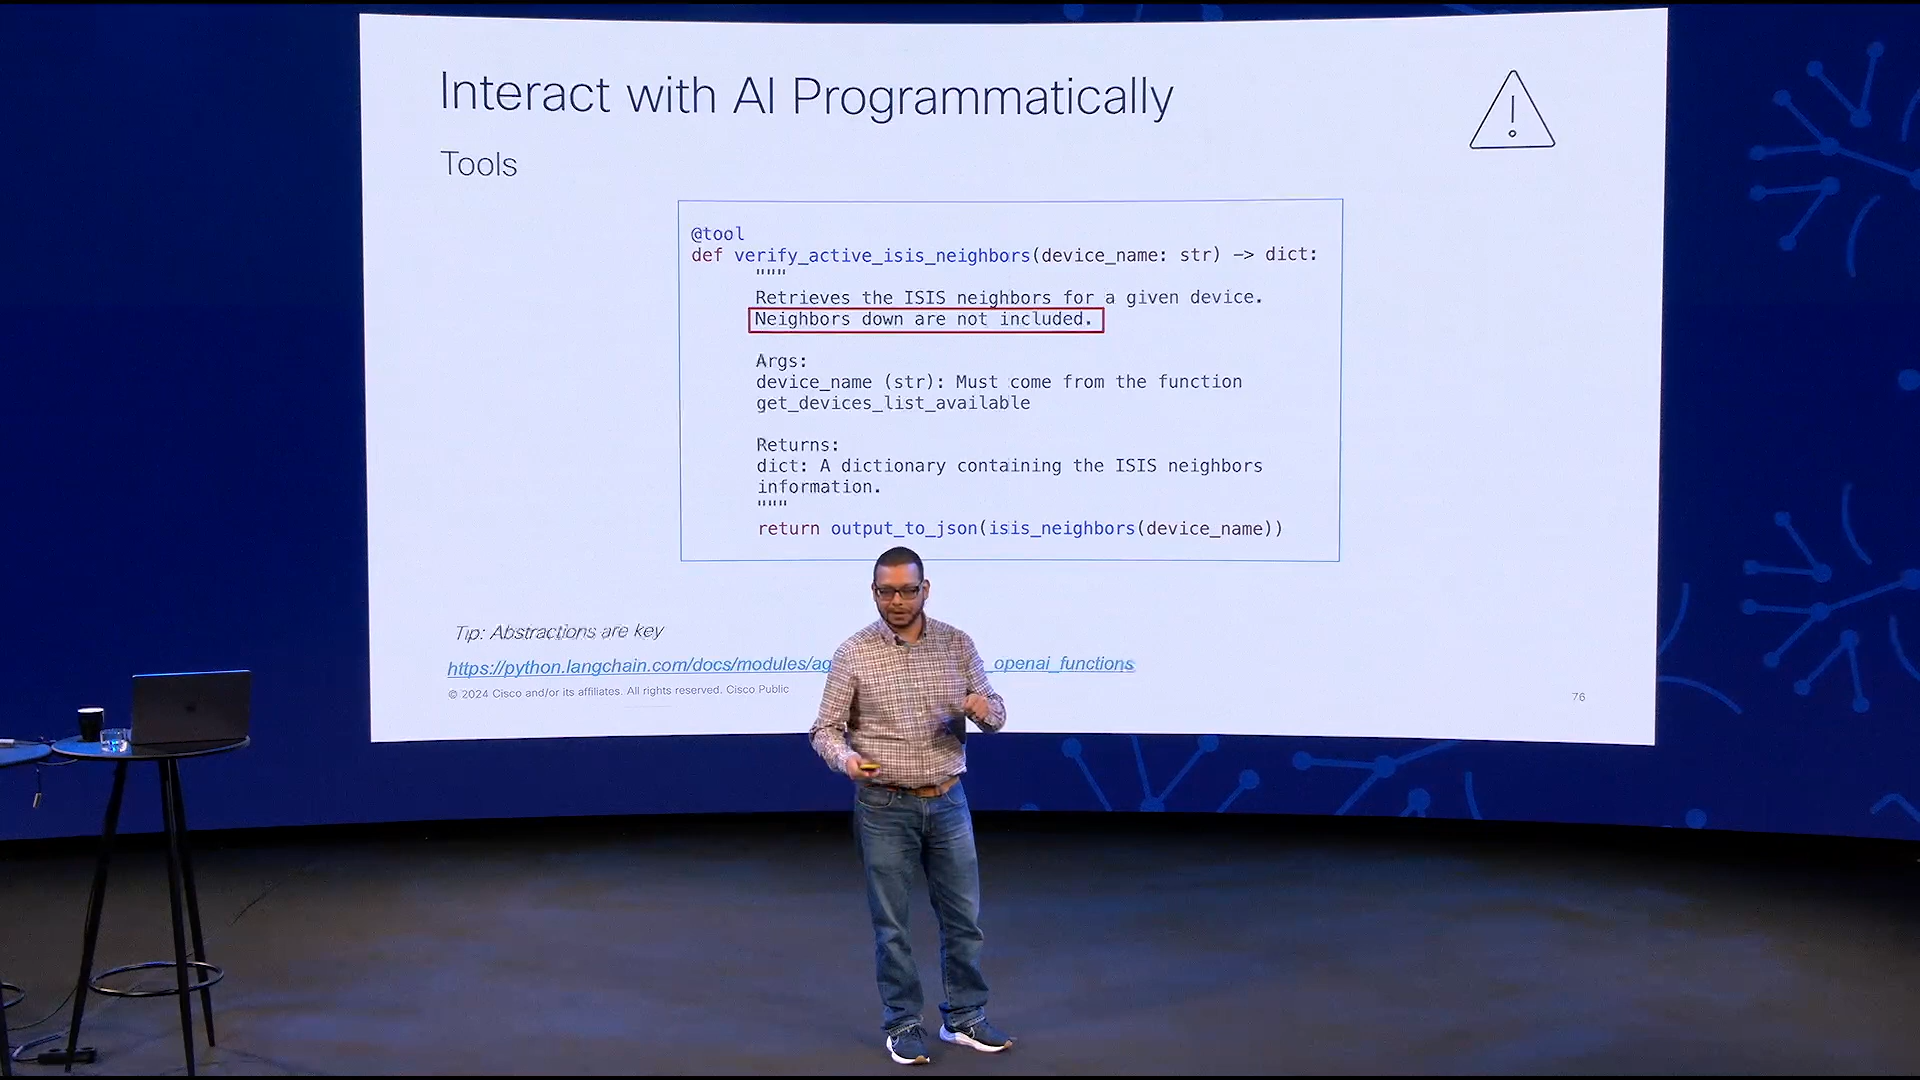 Interact with AI Programmatically
Tools
@tool
def verify_active_isis_neighbors(device_name: str) -> dict:
"""
Retrieves the ISIS neighbors for a given device.
Neighbors down are not included.
Args:
device_name (str): Must come from the function
get_devices_list_available
Returns:
dict: A dictionary containing the ISIS neighbors
information.
"""
return output_to_json(isis_neighbors(device_name))
Tip: Abstractions are key
https://python.langchain.com/docs/modules/ag _openai_functions
© 2024 Cisco and/or its affiliates. All rights reserved. Cisco Public
76